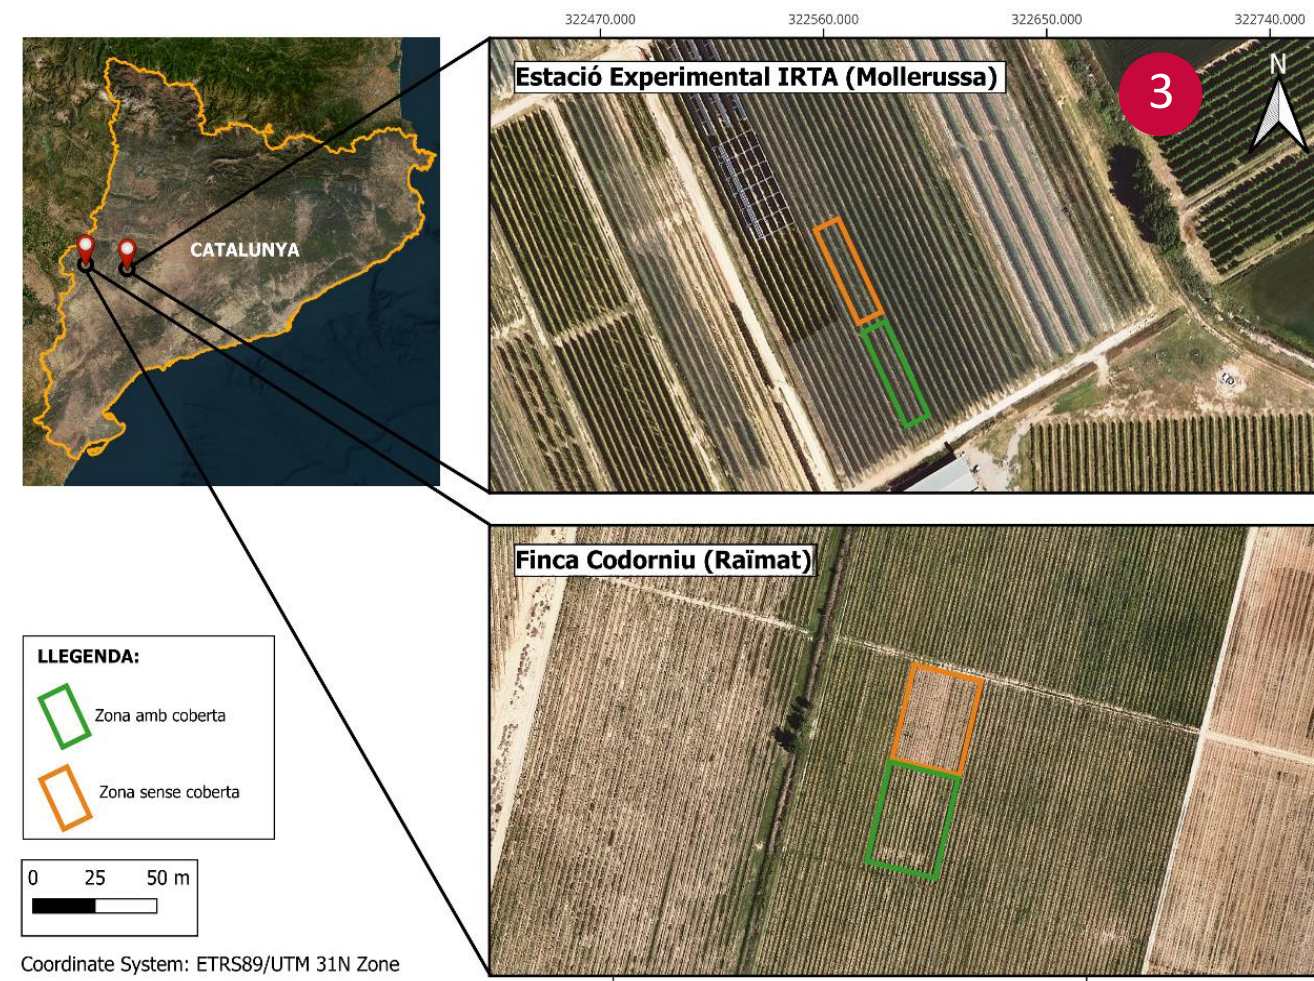 322470.000 322560.000 322650.000 322740.000
Estació Experimental IRTA (Mollerussa)
3
N
CATALUNYA
Finca Codorniu (Raïmat)
LLEGENDA:
Zona amb coberta
Zona sense coberta
0 25 50 m
Coordinate System: ETRS89/UTM 31N Zone